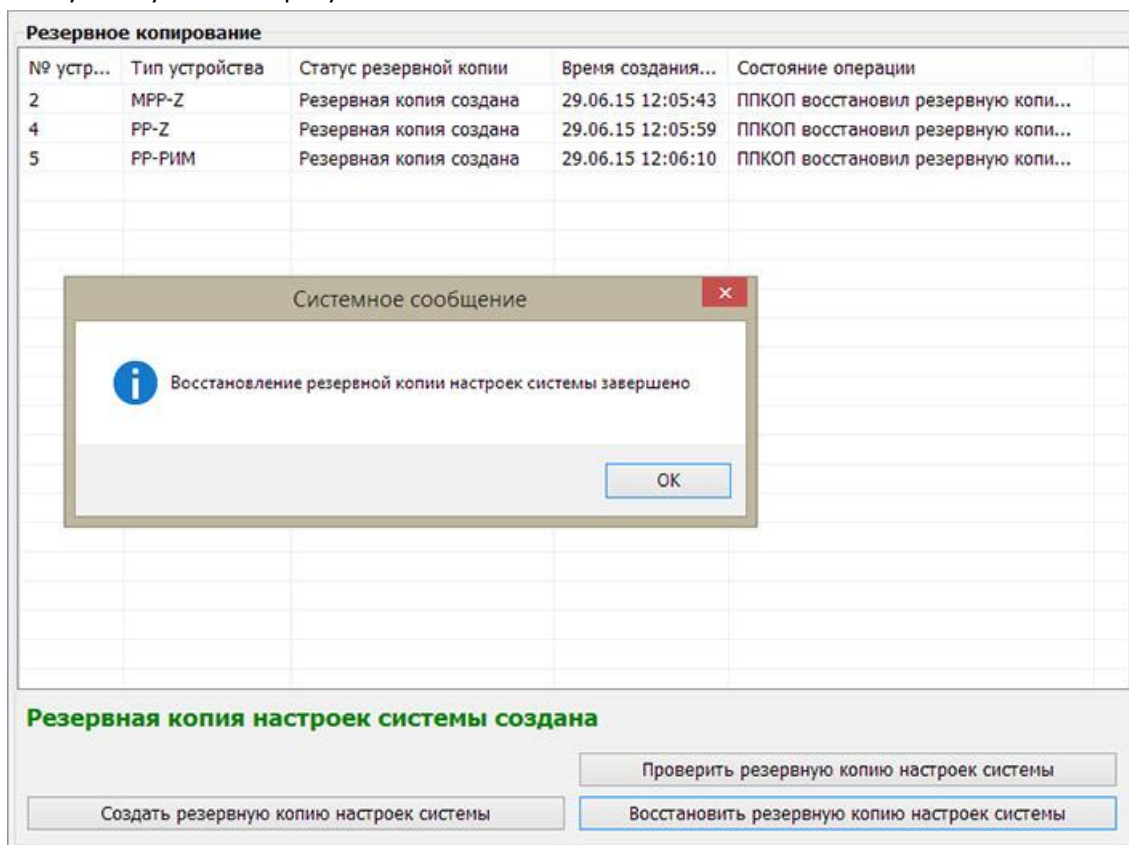 Резервное копирование
№ устр... Тип устройства Статус резервной копии Время создания... Состояние операции
2 МРР-Z Резервная копия создана 29.06.15 12:05:43 ППКОП восстановил резервную копи...
4 PP-Z Резервная копия создана 29.06.15 12:05:59 ППКОП восстановил резервную копи...
5 РР-РИМ Резервная копия создана 29.06.15 12:06:10 ППКОП восстановил резервную копи...
Системное сообщение
Восстановление резервной копии настроек системы завершено
OK
Резервная копия настроек системы создана
Проверить резервную копию настроек системы
Создать резервную копию настроек системы
Восстановить резервную копию настроек системы